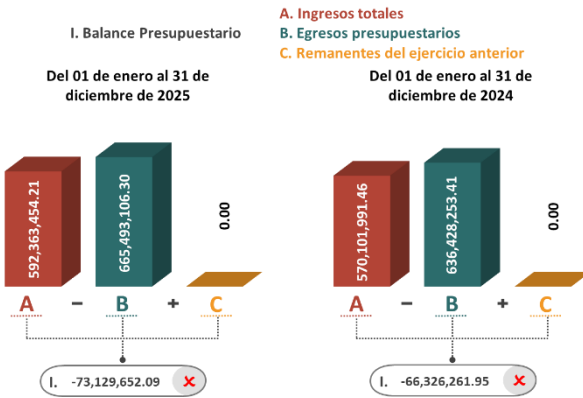 A. Ingresos totales
I. Balance Presupuestario
B. Egresos presupuestarios
C. Remanentes del ejercicio anterior
Del 01 de enero al 31 de
diciembre de 2025
Del 01 de enero al 31 de
diciembre de 2024
592,363,454.21
665,493,106.30
0.00
570,101,991.46
636,428,253.41
0.00
A – B + C
A – B + C
I. -73,129,652.09 x
I. -66,326,261.95 x